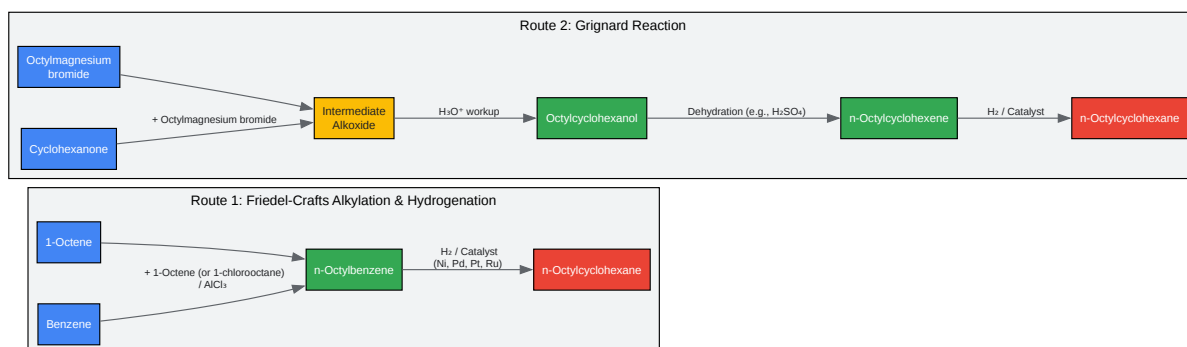 Route 2: Grignard Reaction
Octylmagnesium
bromide
+ Octylmagnesium bromide
Cyclohexanone
Intermediate
Alkoxide
H₃O⁺ workup
Octylcyclohexanol
Dehydration (e.g., H₂SO₄)
n-Octylcyclohexene
H₂ / Catalyst
n-Octylcyclohexane
Route 1: Friedel-Crafts Alkylation & Hydrogenation
1-Octene
+ 1-Octene (or 1-chlorooctane)
/ AlCl₃
Benzene
n-Octylbenzene
H₂ / Catalyst
(Ni, Pd, Pt, Ru)
n-Octylcyclohexane